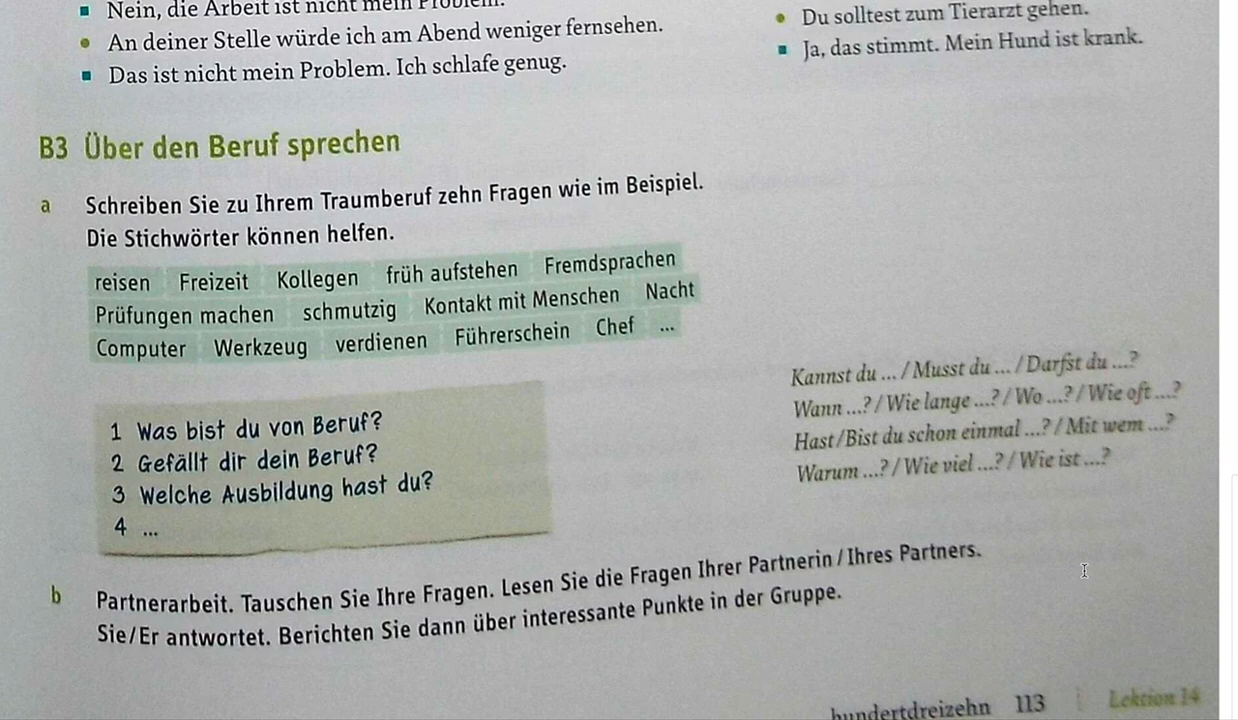 Nein, die Arbeit ist nicht mein Problem.
An deiner Stelle würde ich am Abend weniger fernsehen.
Das ist nicht mein Problem. Ich schlafe genug.
Du solltest zum Tierarzt gehen.
Ja, das stimmt. Mein Hund ist krank.
B3 Über den Beruf sprechen
a Schreiben Sie zu Ihrem Traumberuf zehn Fragen wie im Beispiel.
Die Stichwörter können helfen.
reisen Freizeit Kollegen früh aufstehen Fremdsprachen
Prüfungen machen schmutzig Kontakt mit Menschen Nacht
Computer Werkzeug verdienen Führerschein Chef ...
1 Was bist du von Beruf?
2 Gefällt dir dein Beruf?
3 Welche Ausbildung hast du?
4 ...
Kannst du ... / Musst du ... / Darfst du ...?
Wann ...? / Wie lange ...? / Wo ...? / Wie oft ...?
Hast/Bist du schon einmal ...? / Mit wem ...?
Warum ...? / Wie viel ...? / Wie ist ...?
b Partnerarbeit. Tauschen Sie Ihre Fragen. Lesen Sie die Fragen Ihrer Partnerin / Ihres Partners.
Sie/Er antwortet. Berichten Sie dann über interessante Punkte in der Gruppe.
hundertdreizehn 113 Lektion 14